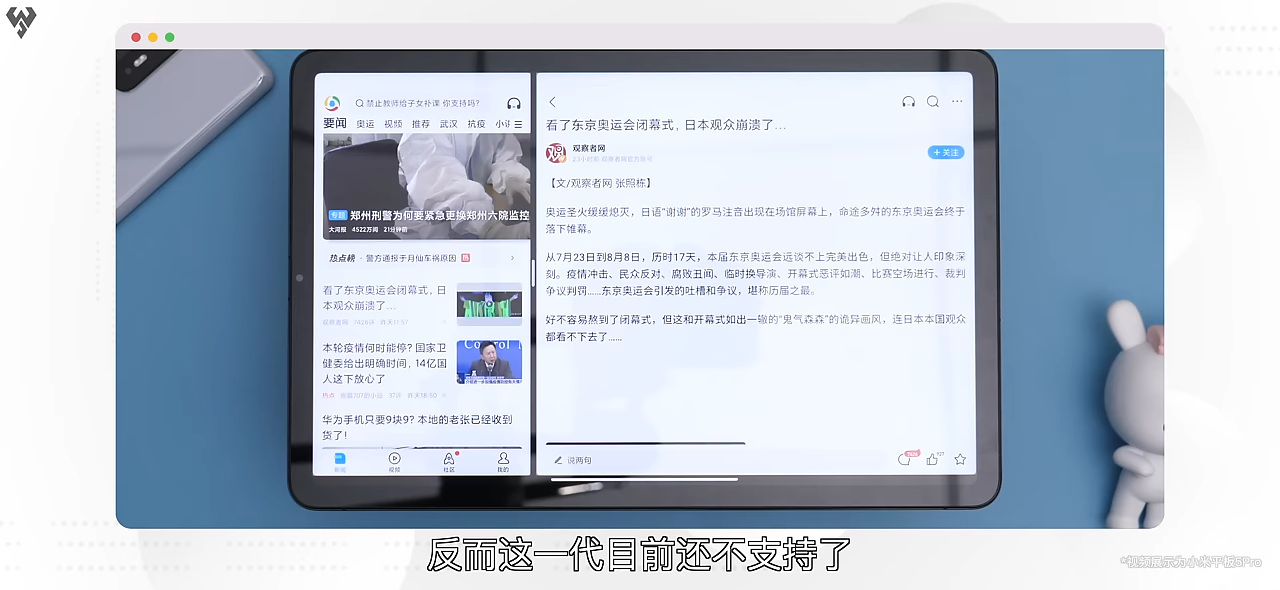 禁止教师给子女补课 你支持吗?
要闻 奥运 视频 推荐 武汉 抗疫
专题 郑州刑警为何要紧急更换郑州六院监控
大河报 4522万阅 21分钟前
热点榜 · 警方通报于月仙车祸原因 热
看了东京奥运会闭幕式，日
本观众崩溃了…
观察者网 7426评 昨天11:57
本轮疫情何时能停？国家卫
健委给出明确时间，14亿国
人这下放心了
华为手机只要9块9？本地的老张已经收到
货了！
新闻 视频 社区 我的
看了东京奥运会闭幕式，日本观众崩溃了…
观察者网
+ 关注
【文/观察者网 张照栋】
奥运圣火缓缓熄灭，日语“谢谢”的罗马注音出现在场馆屏幕上，命途多舛的东京奥运会终于
落下帷幕。
从7月23日到8月8日，历时17天，本届东京奥运会远谈不上完美出色，但绝对让人印象深
刻。疫情冲击、民众反对、腐败丑闻、临时换导演、开幕式恶评如潮、比赛空场进行、裁判
争议判罚……东京奥运会引发的吐槽和争议，堪称历届之最。
好不容易熬到了闭幕式，但这和开幕式如出一辙的“鬼气森森”的诡异画风，连日本本国观众
都看不下去了……
说两句
反而这一代目前还不支持了
*视频展示为小米平板5Pro